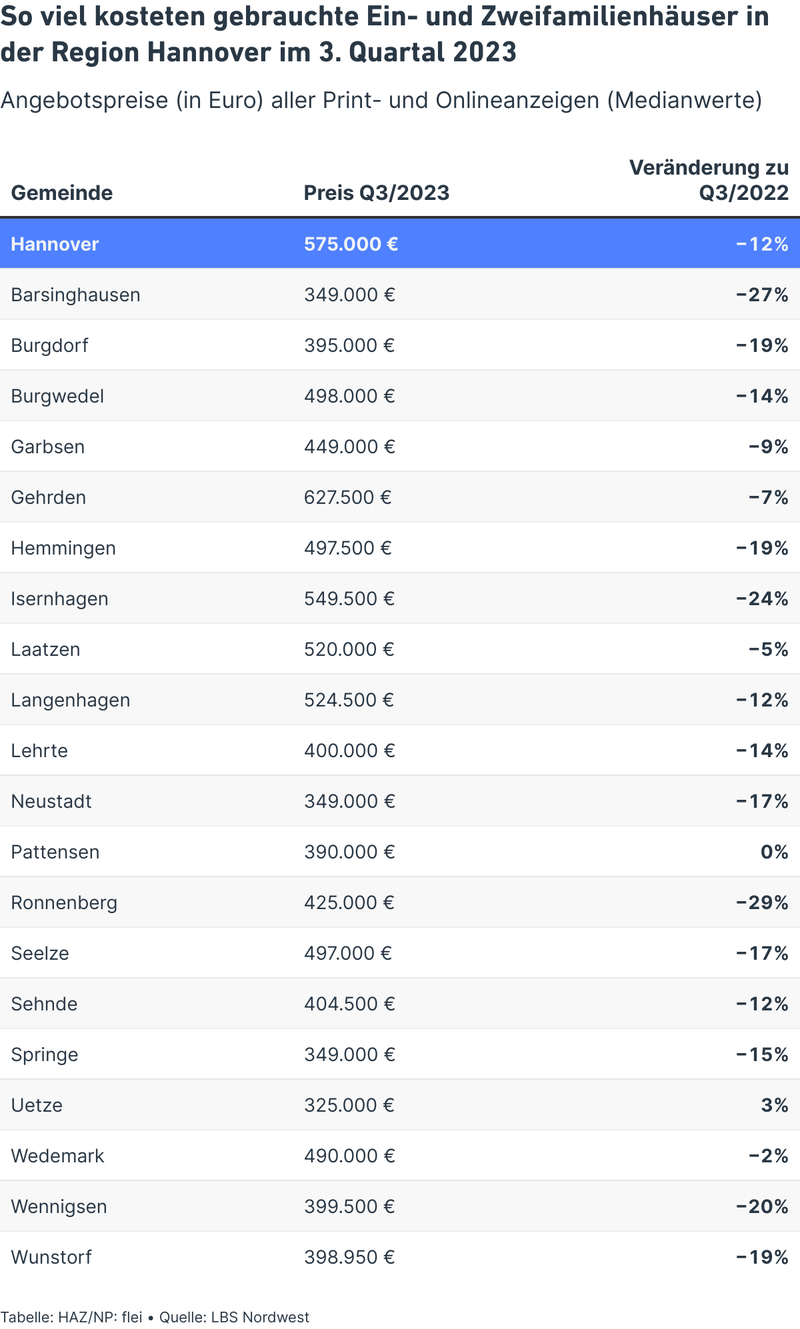 So viel kosteten gebrauchte Ein- und Zweifamilienhäuser in
der Region Hannover im 3. Quartal 2023
Angebotspreise (in Euro) aller Print- und Onlineanzeigen (Medianwerte)
Gemeinde Preis Q3/2023 Veränderung zu
Q3/2022
Hannover 575.000 € −12%
Barsinghausen 349.000 € −27%
Burgdorf 395.000 € −19%
Burgwedel 498.000 € −14%
Garbsen 449.000 € −9%
Gehrden 627.500 € −7%
Hemmingen 497.500 € −19%
Isernhagen 549.500 € −24%
Laatzen 520.000 € −5%
Langenhagen 524.500 € −12%
Lehrte 400.000 € −14%
Neustadt 349.000 € −17%
Pattensen 390.000 € 0%
Ronnenberg 425.000 € −29%
Seelze 497.000 € −17%
Sehnde 404.500 € −12%
Springe 349.000 € −15%
Uetze 325.000 € 3%
Wedemark 490.000 € −2%
Wennigsen 399.500 € −20%
Wunstorf 398.950 € −19%
Tabelle: HAZ/NP: flei • Quelle: LBS Nordwest